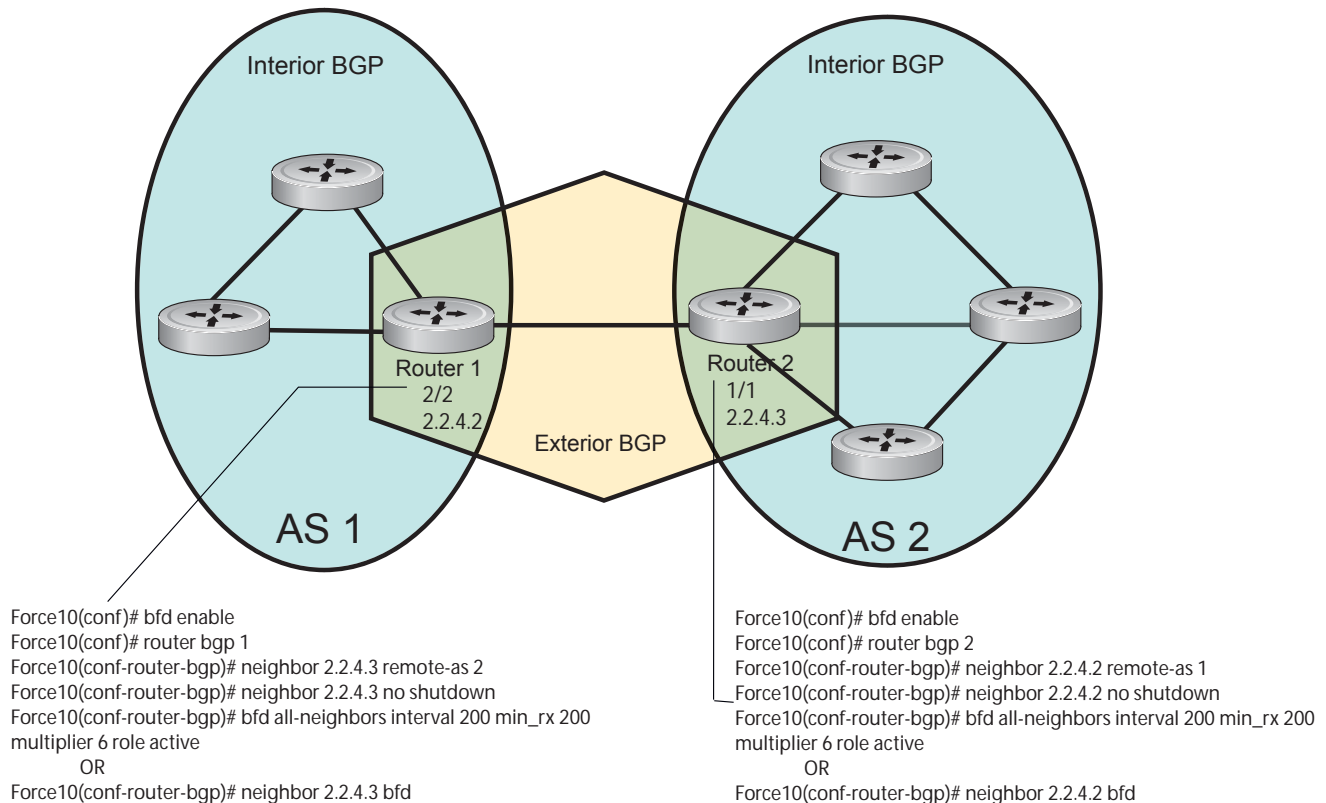 Interior BGP
Interior BGP
Router 1
2/2
2.2.4.2
Router 2
1/1
2.2.4.3
Exterior BGP
AS 1
AS 2
Force10(conf)# bfd enable
Force10(conf)# router bgp 1
Force10(conf-router-bgp)# neighbor 2.2.4.3 remote-as 2
Force10(conf-router-bgp)# neighbor 2.2.4.3 no shutdown
Force10(conf-router-bgp)# bfd all-neighbors interval 200 min_rx 200
multiplier 6 role active
OR
Force10(conf-router-bgp)# neighbor 2.2.4.3 bfd
Force10(conf)# bfd enable
Force10(conf)# router bgp 2
Force10(conf-router-bgp)# neighbor 2.2.4.2 remote-as 1
Force10(conf-router-bgp)# neighbor 2.2.4.2 no shutdown
Force10(conf-router-bgp)# bfd all-neighbors interval 200 min_rx 200
multiplier 6 role active
OR
Force10(conf-router-bgp)# neighbor 2.2.4.2 bfd